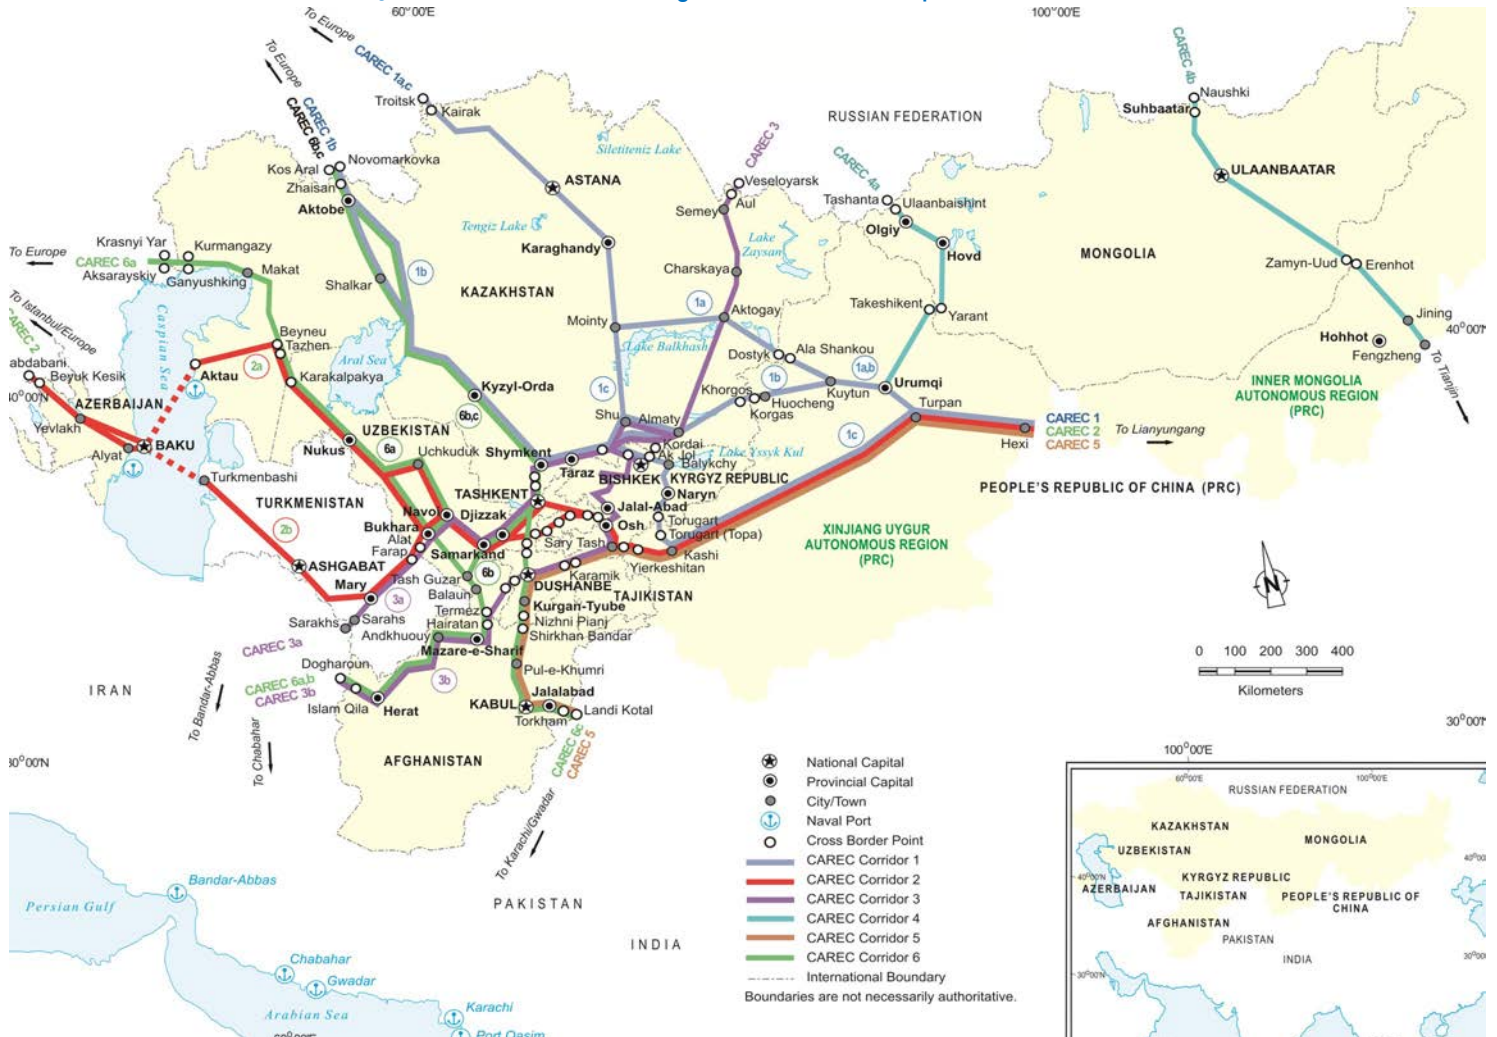 60°00'E
100°00'E
To Europe
CAREC 1a,c
To Europe
CAREC 1b
CAREC 6b,c
Troitsk
Kairak
RUSSIAN FEDERATION
CAREC 4b
Naushki
Suhbaatar
Siletiteniz Lake
CAREC 3
CAREC 4a
Novomarkovka
Kos Aral
Zhaisan
Aktobe
ASTANA
Veseloyarsk
Aul
Semey
Tashanta
Ulaanbaishint
Olgiy
ULAANBAATAR
Tengiz Lake
Karaghandy
Lake
Zaysan
Hovd
MONGOLIA
To Europe
Krasnyi Yar
Kurmangazy
CAREC 6a
Aksarayskiy
Ganyushking
Makat
Shalkar
1b
KAZAKHSTAN
Charskaya
Zamyn-Uud
Erenhot
To Istanbul/Europe
CAREC 2
Caspian Sea
Beyneu
Tazhen
Aral Sea
Mointy
1a
Aktogay
Takeshikent
Yarant
Jining
40°00'N
Hohhot
Fengzheng
To Tianjin
abdabani
Beyuk Kesik
Aktau
2a
Karakalpakya
Lake Balkhash
Dostyk
Ala Shankou
1a,b
Kyzyl-Orda
1c
Khorgos
1b
Huocheng
Korgas
Kuytun
Urumqi
Turpan
INNER MONGOLIA
AUTONOMOUS REGION
(PRC)
AZERBAIJAN
Yevlakh
BAKU
Alyat
UZBEKISTAN
6b,c
Shu
Almaty
CAREC 1
CAREC 2
CAREC 5
Hexi
To Lianyungang
Nukus
6a
Uchkuduk
Shymkent
Kordai
Ak Jol
Lake Yssyk Kul
1c
Balykchy
Taraz
BISHKEK
KYRGYZ REPUBLIC
Turkmenbashi
TURKMENISTAN
TASHKENT
Naryn
PEOPLE'S REPUBLIC OF CHINA (PRC)
Navoi
Djizzak
Jalal-Abad
Torugart
2b
Bukhara
Alat
Farap
Osh
Torugart (Topa)
XINJIANG UYGUR
AUTONOMOUS REGION
(PRC)
Samarkand
Sary Tash
Kashi
Yierkeshitan
ASHGABAT
Mary
Tash Guzar
6b
Balaun
Karamik
DUSHANBE
TAJIKISTAN
3a
Termez
Hairatan
Kurgan-Tyube
Nizhni Pianj
Sarahs
Sarakhs
Andkhuouy
Shirkhan Bandar
CAREC 3a
Mazare-e-Sharif
0 100 200 300 400
Kilometers
N
Dogharoun
Pul-e-Khumri
IRAN
To Bandar-Abbas
CAREC 6a,b
CAREC 3b
3b
Islam Qila
Herat
KABUL
Jalalabad
Torkham
Landi Kotal
30°00'N
To Chabahar
CAREC 6c
CAREC 5
AFGHANISTAN
To Karachi/Gwadar
National Capital
Provincial Capital
City/Town
Naval Port
Cross Border Point
CAREC Corridor 1
CAREC Corridor 2
CAREC Corridor 3
CAREC Corridor 4
CAREC Corridor 5
CAREC Corridor 6
International Boundary
Boundaries are not necessarily authoritative.
Bandar-Abbas
Persian Gulf
PAKISTAN
INDIA
Chabahar
Gwadar
Arabian Sea
Karachi
Port Qasim
100°00'E
60°00'E
100°00'E
RUSSIAN FEDERATION
KAZAKHSTAN
MONGOLIA
UZBEKISTAN
40°00'N
KYRGYZ REPUBLIC
AZERBAIJAN
TAJIKISTAN
PEOPLE'S REPUBLIC OF
CHINA
AFGHANISTAN
PAKISTAN
INDIA
30°00'N